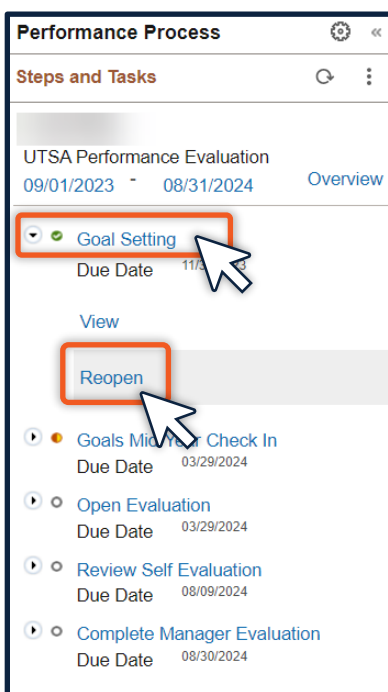 Performance Process «
Steps and Tasks
UTSA Performance Evaluation
09/01/2023 - 08/31/2024 Overview
Goal Setting
Due Date
View
Reopen
Goals Mid Year Check In
Due Date 03/29/2024
Open Evaluation
Due Date 03/29/2024
Review Self Evaluation
Due Date 08/09/2024
Complete Manager Evaluation
Due Date 08/30/2024